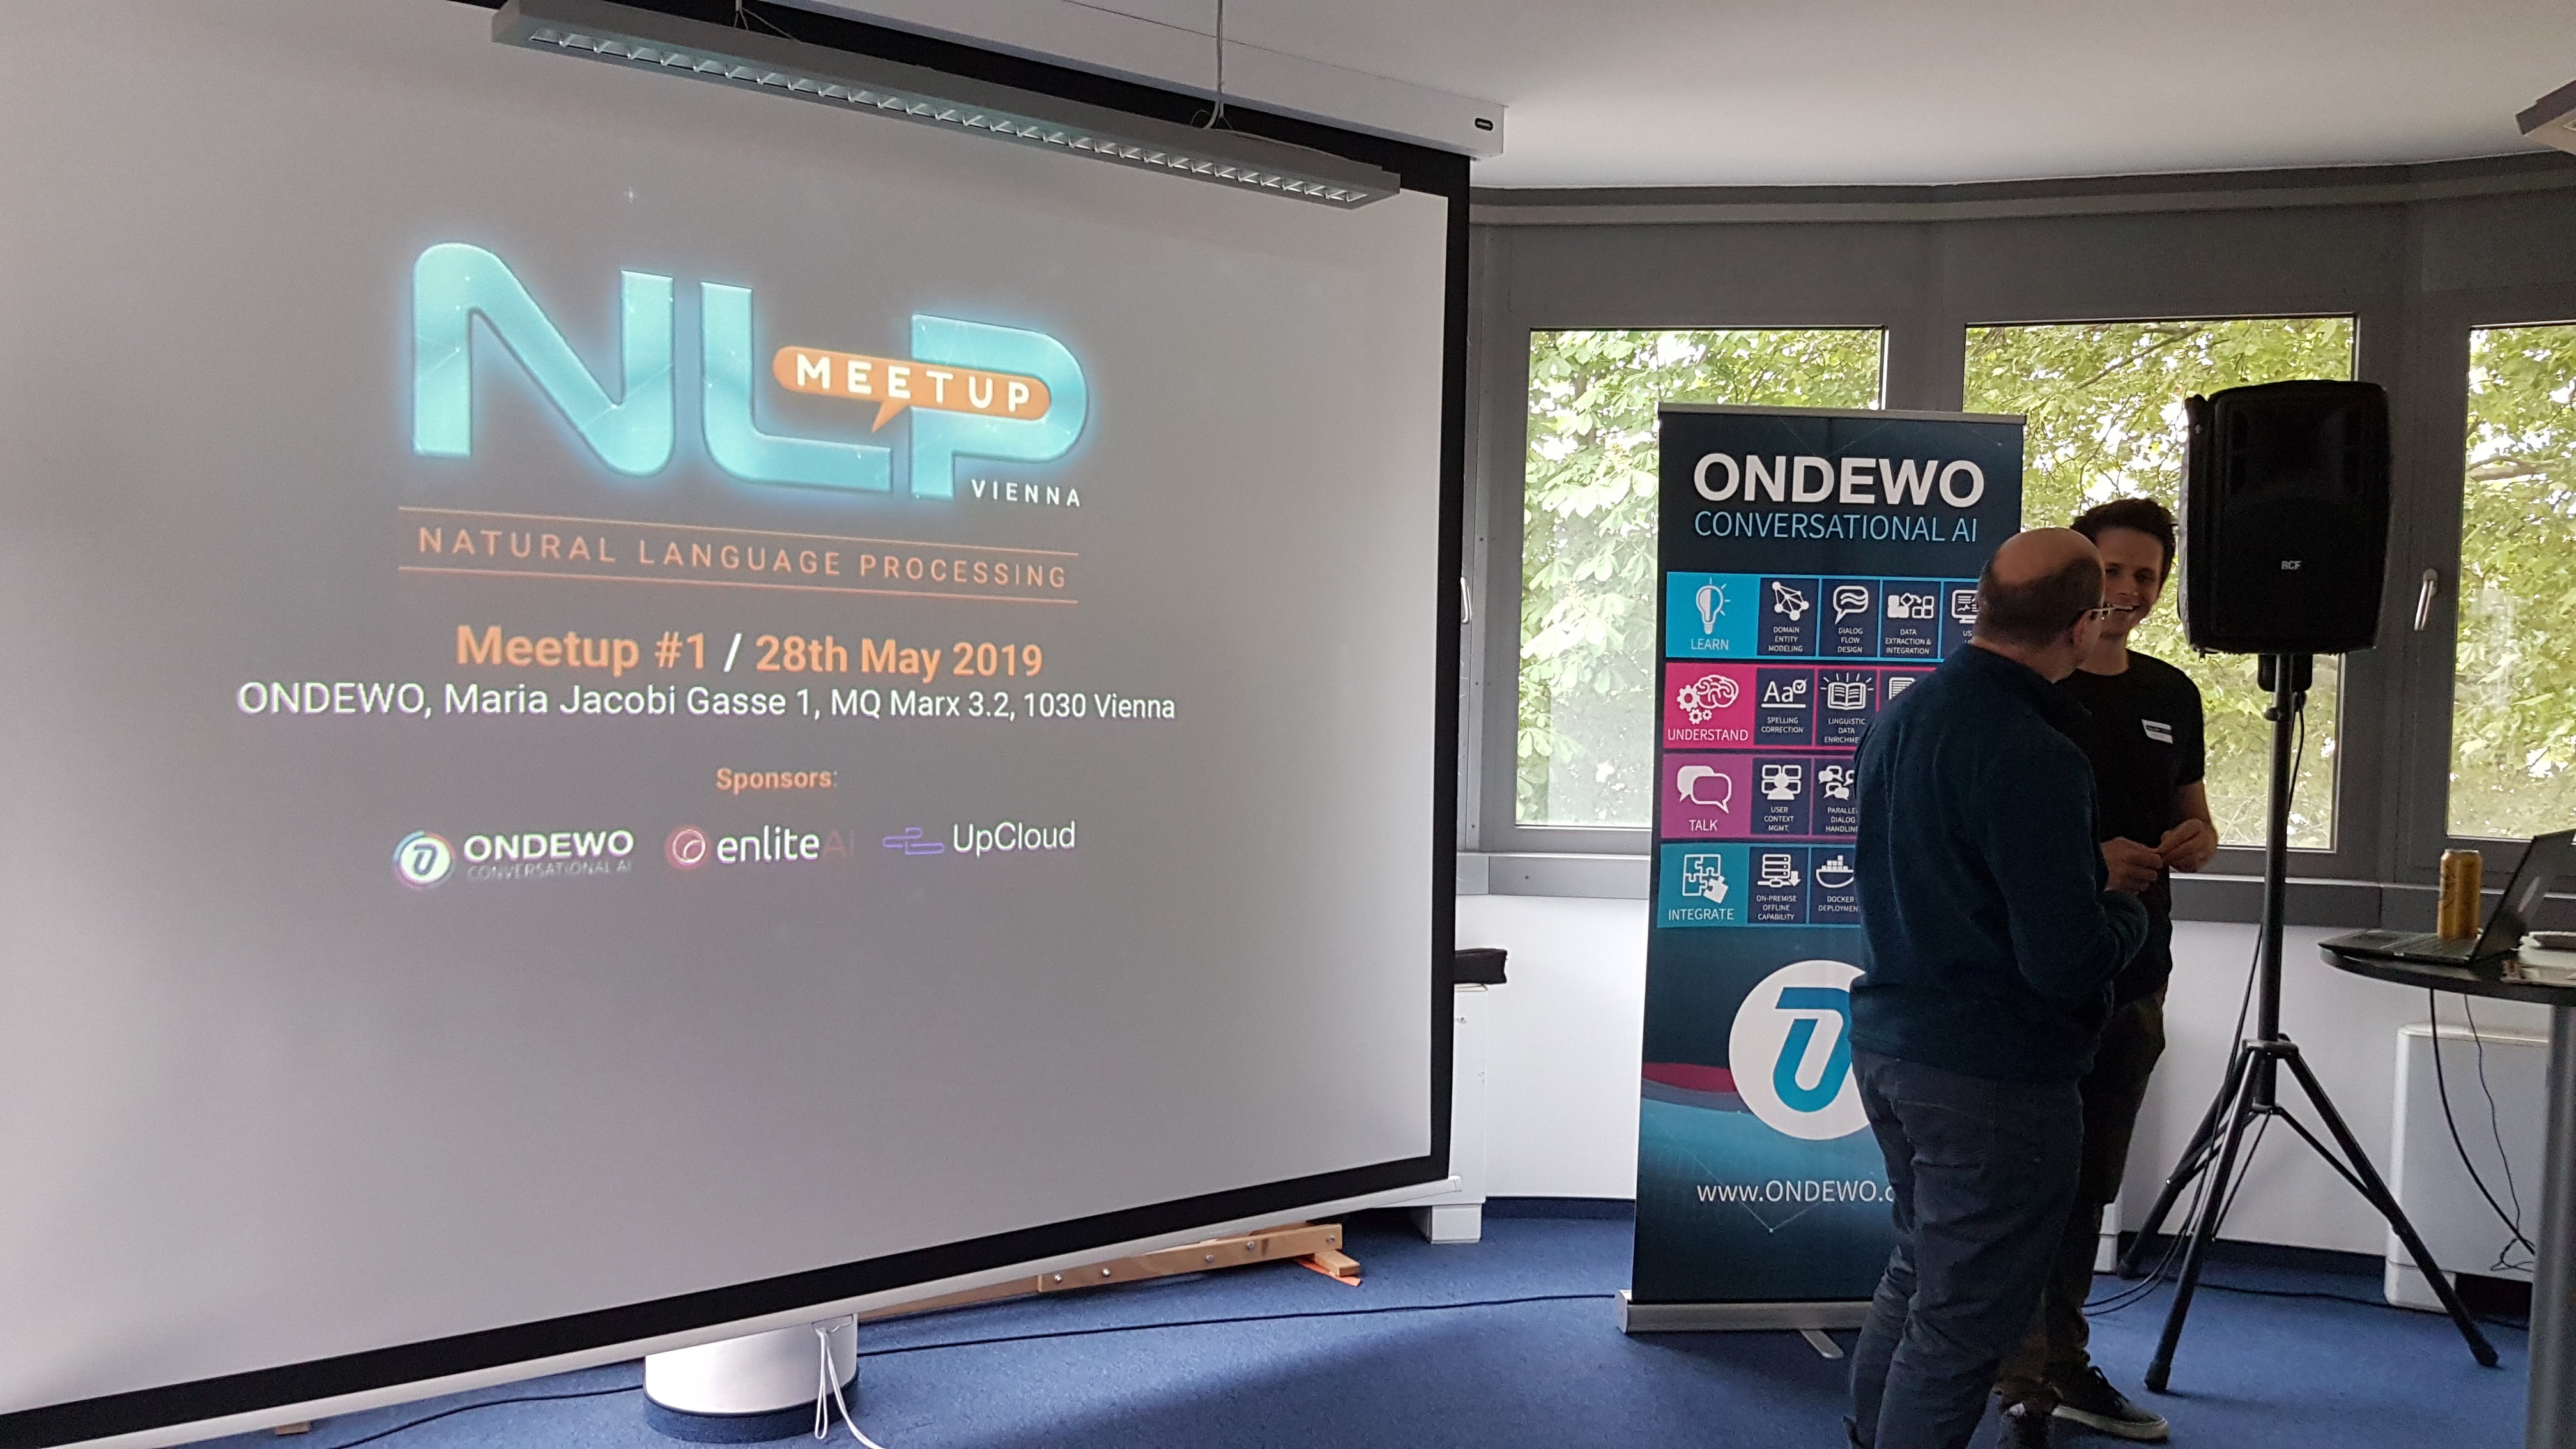 NLP
MEETUP
VIENNA
NATURAL LANGUAGE PROCESSING
Meetup #1 / 28th May 2019
ONDEWO, Maria Jacobi Gasse 1, MQ Marx 3.2, 1030 Vienna
Sponsors:
ONDEWO
CONVERSATIONAL AI
enliteAI
UpCloud
ONDEWO
CONVERSATIONAL AI
LEARN
DOMAIN
ENTITY
MODELING
DIALOG
FLOW
DESIGN
DATA
EXTRACTION &
INTEGRATION
UNDERSTAND
SPELLING
CORRECTION
LINGUISTIC
DATA
TALK
USER
CONTEXT
MGMT.
DIALOG
INTEGRATE
ON-PREMISE
OFFLINE
CAPABILITY
DOCKER
www.ONDEWO.
RCF